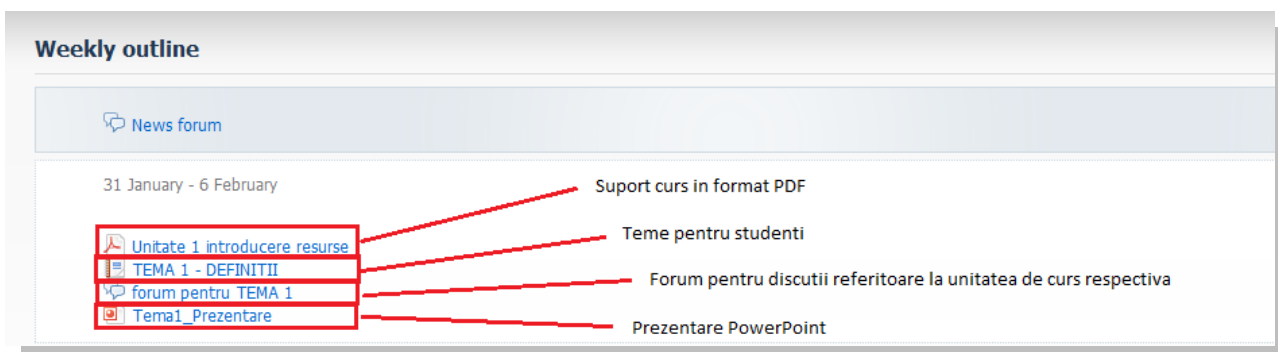 Weekly outline
News forum
31 January - 6 February
Suport curs in format PDF
Unitate 1 introducere resurse
Teme pentru studenti
TEMA 1 - DEFINITII
Forum pentru discutii referitoare la unitatea de curs respectiva
forum pentru TEMA 1
Tema1_Prezentare
Prezentare PowerPoint